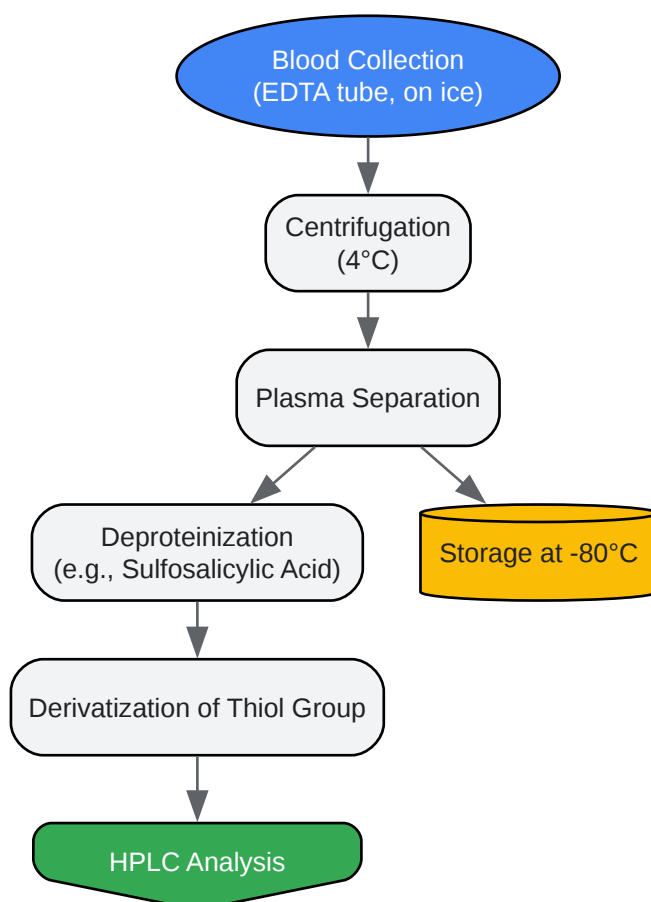 Blood Collection
(EDTA tube, on ice)
Centrifugation
(4°C)
Plasma Separation
Deproteinization
(e.g., Sulfosalicylic Acid)
Storage at -80°C
Derivatization of Thiol Group
HPLC Analysis